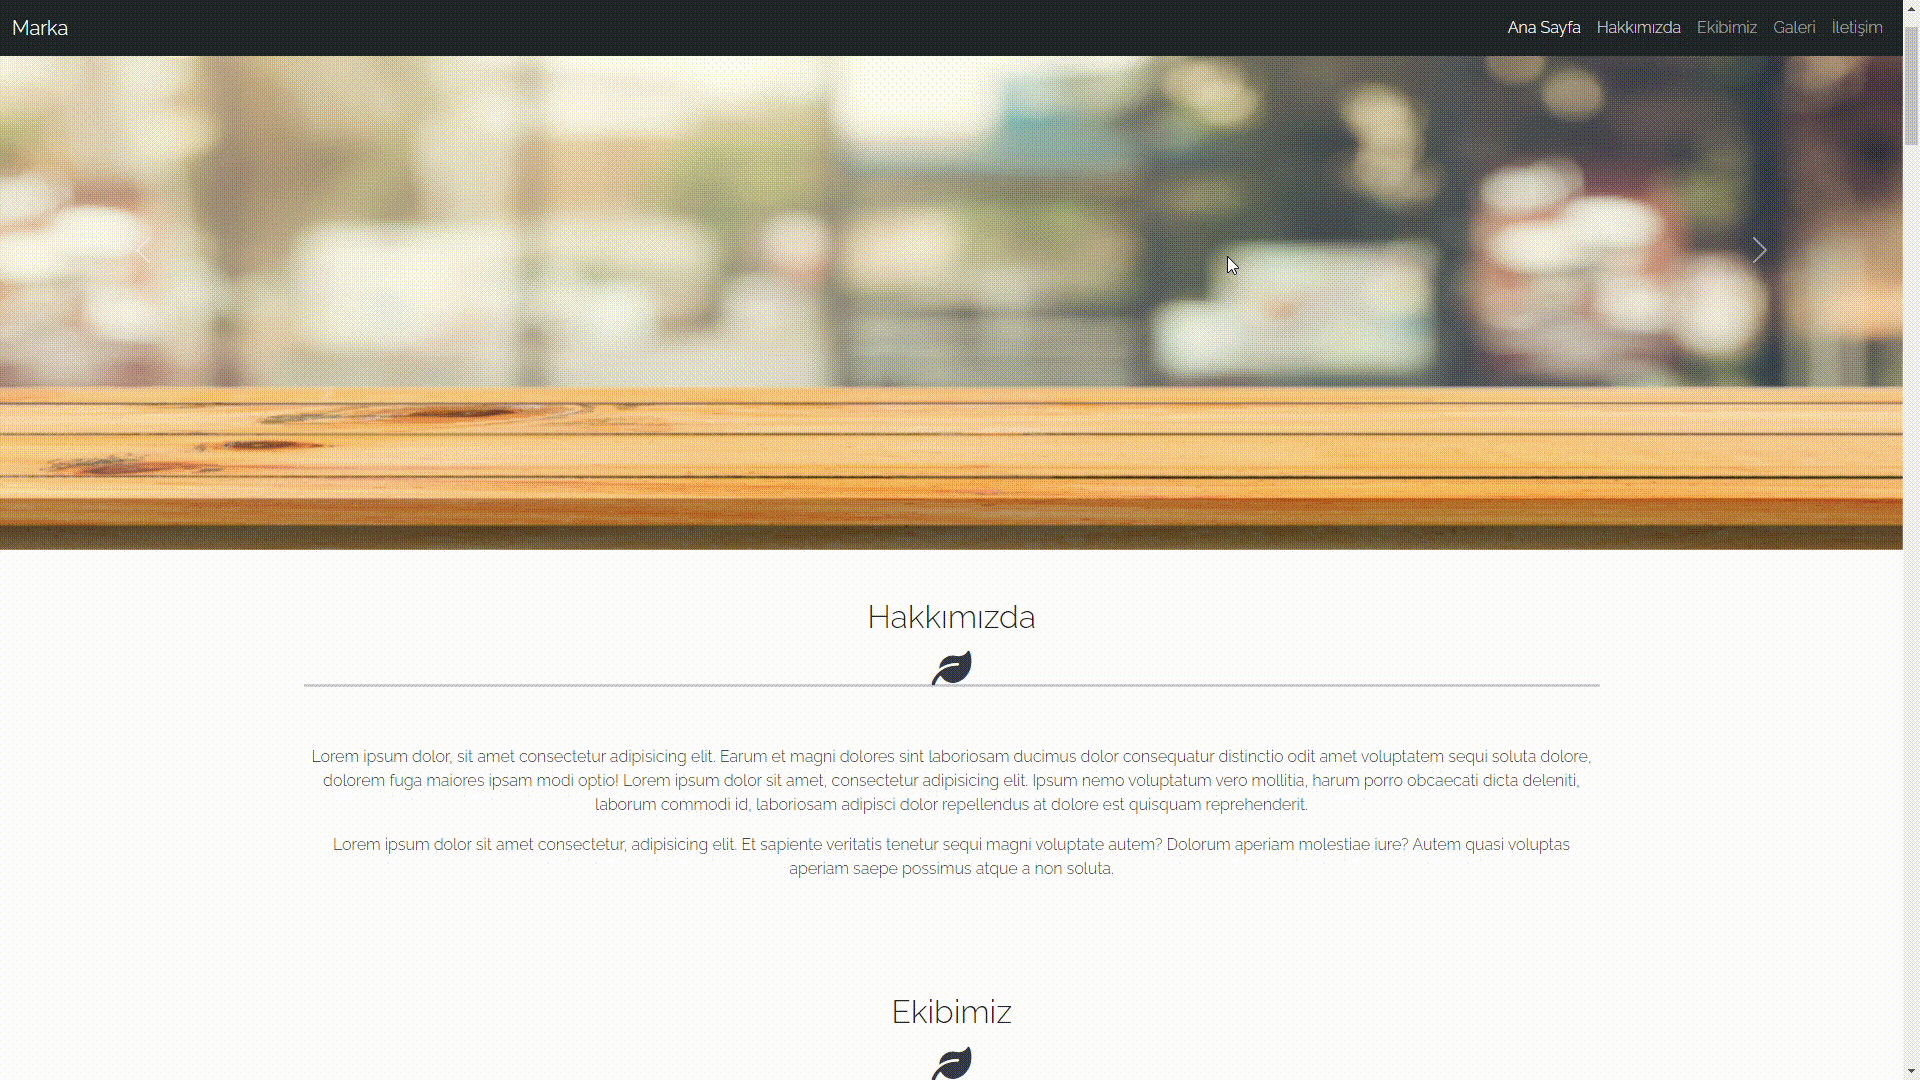 Marka
Ana Sayfa Hakkımızda Ekibimiz Galeri İletişim
Hakkımızda
Lorem ipsum dolor, sit amet consectetur adipisicing elit. Earum et magni dolores sint laboriosam ducimus dolor consequatur distinctio odit amet voluptatem sequi soluta dolore,
dolorem fuga maiores ipsam modi optio! Lorem ipsum dolor sit amet, consectetur adipisicing elit. Ipsum nemo voluptatum vero mollitia, harum porro obcaecati dicta deleniti,
laborum commodi id, laboriosam adipisci dolor repellendus at dolore est quisquam reprehenderit.
Lorem ipsum dolor sit amet consectetur, adipisicing elit. Et sapiente veritatis tenetur sequi magni voluptate autem? Dolorum aperiam molestiae iure? Autem quasi voluptas
aperiam saepe possimus atque a non soluta.
Ekibimiz